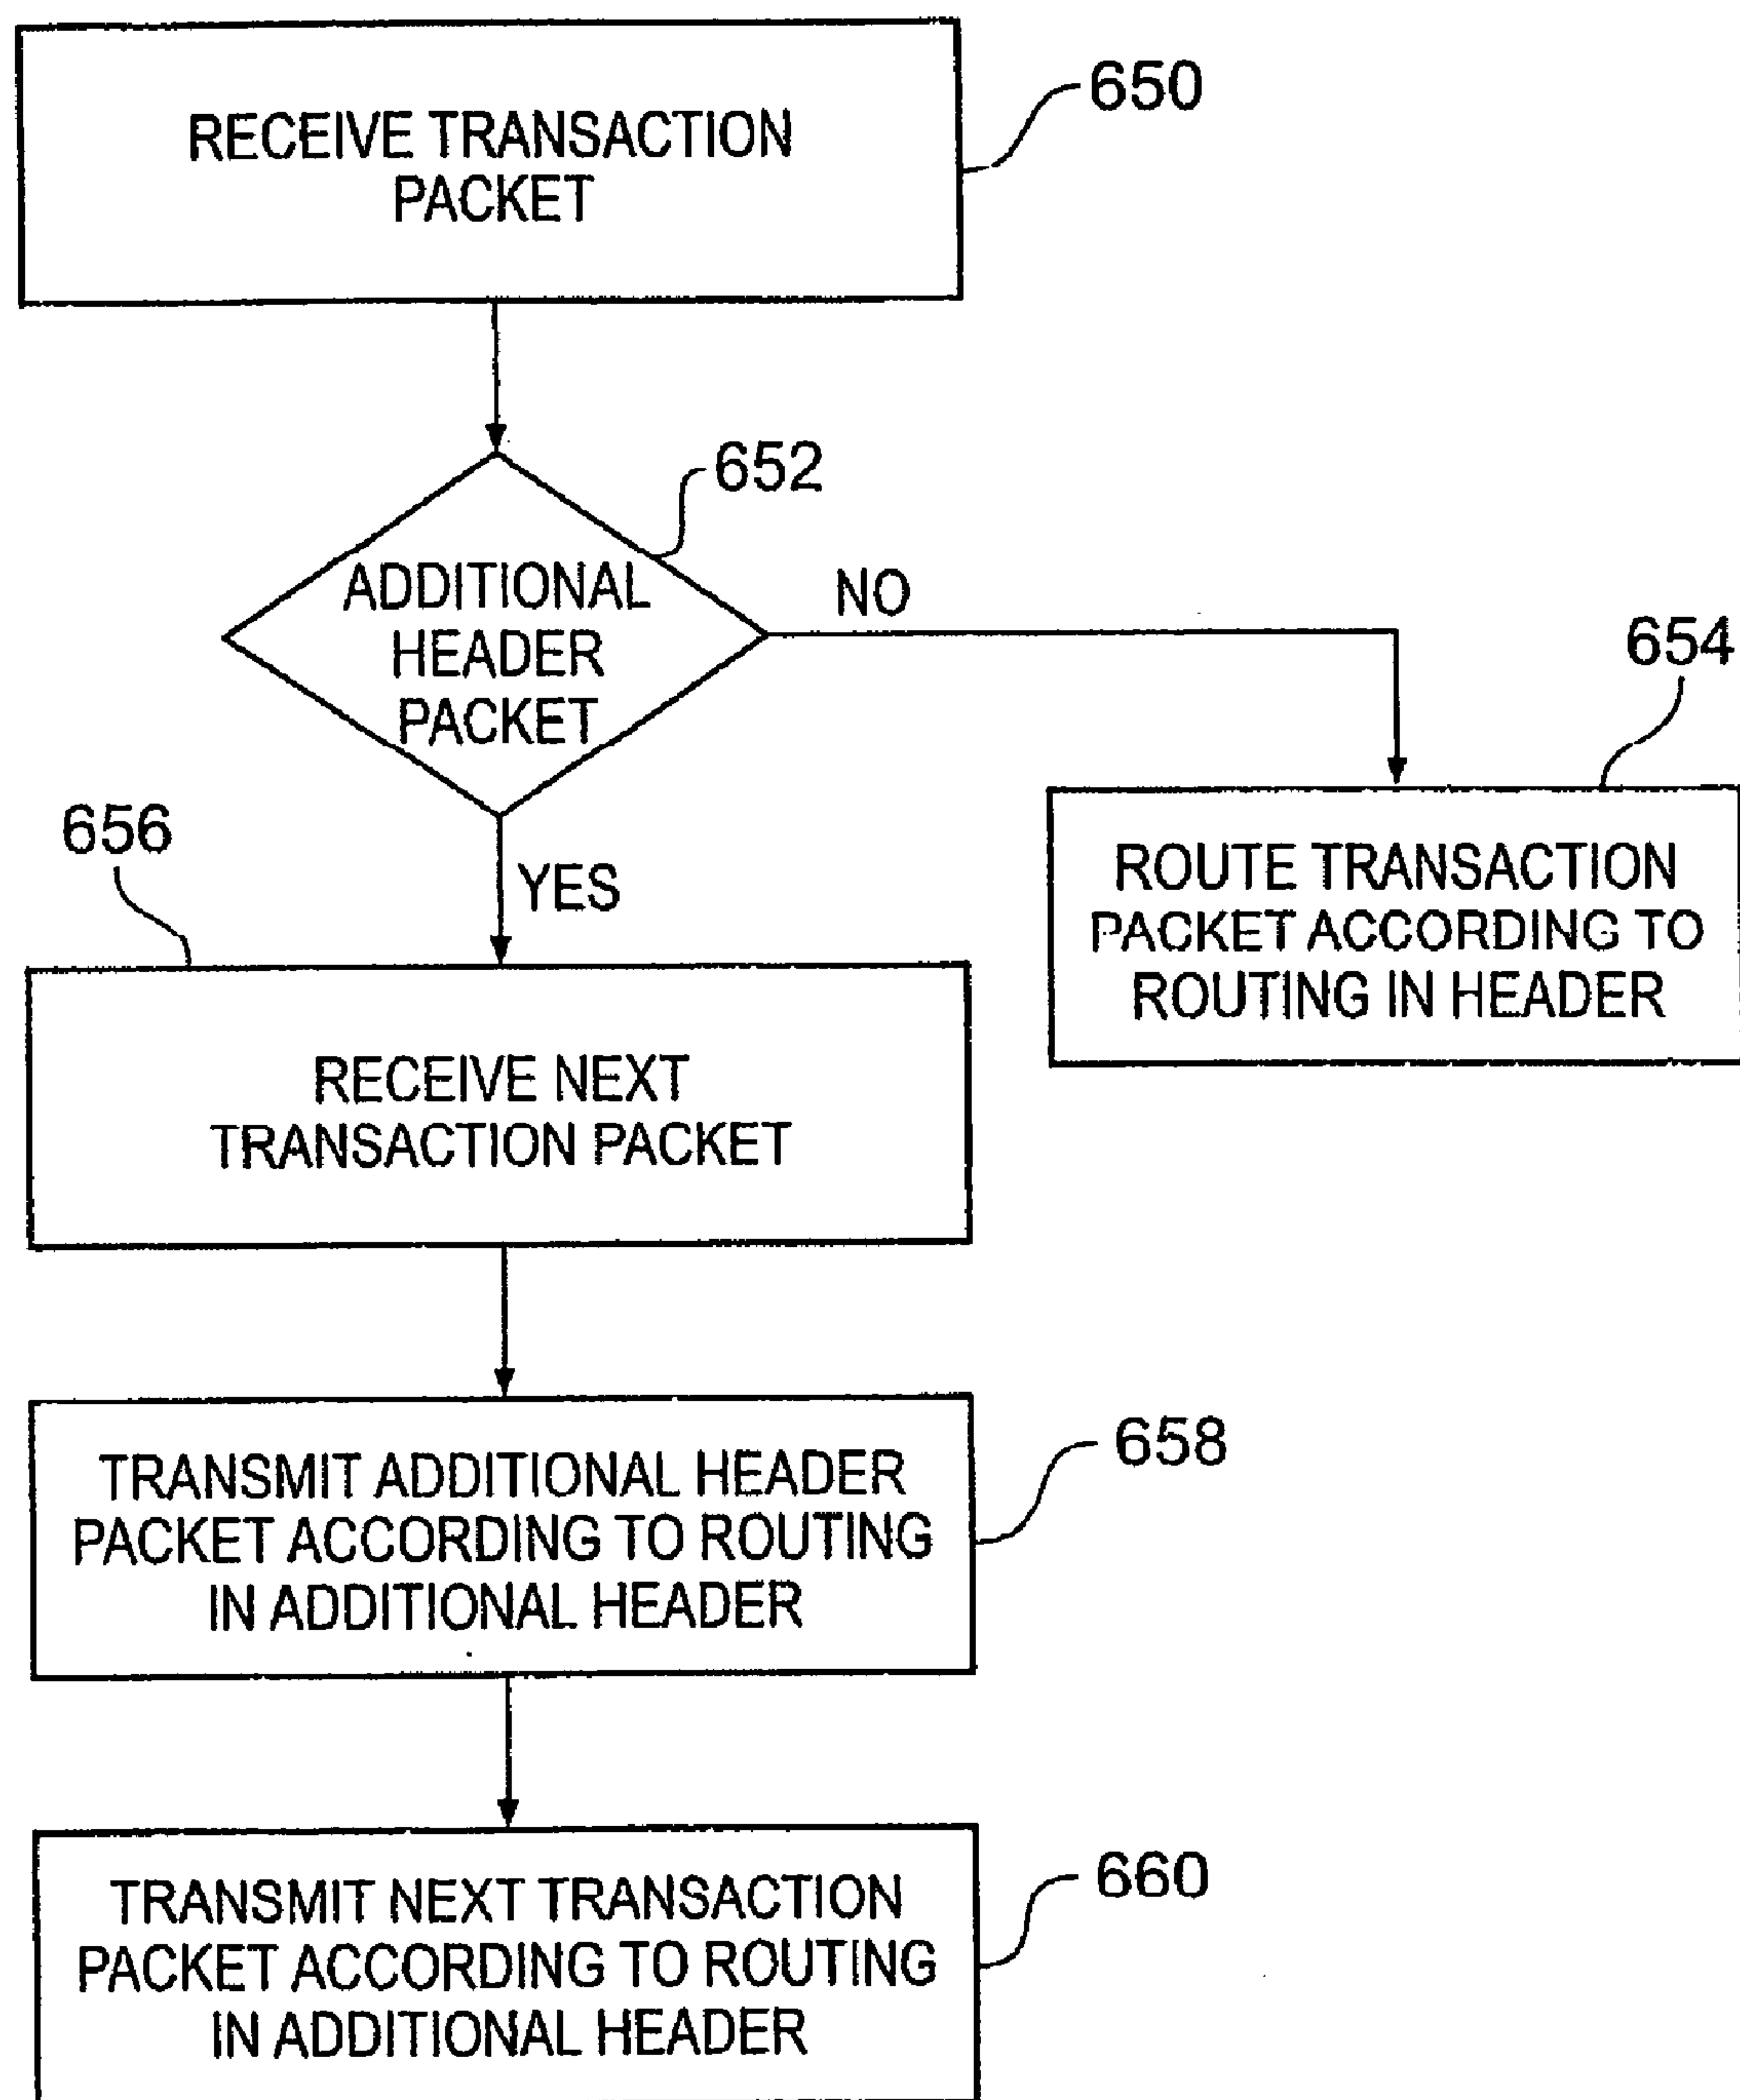 RECEIVE TRANSACTION
PACKET
650
652
ADDITIONAL
HEADER
PACKET
NO
654
ROUTE TRANSACTION
PACKET ACCORDING TO
ROUTING IN HEADER
YES
656
RECEIVE NEXT
TRANSACTION PACKET
TRANSMIT ADDITIONAL HEADER
PACKET ACCORDING TO ROUTING
IN ADDITIONAL HEADER
658
TRANSMIT NEXT TRANSACTION
PACKET ACCORDING TO ROUTING
IN ADDITIONAL HEADER
660